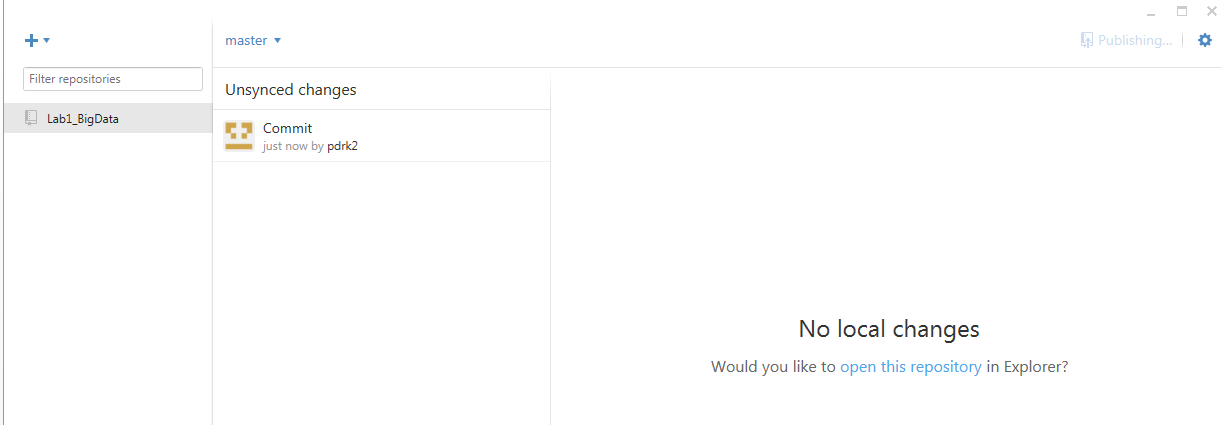 master
Publishing...
Filter repositories
Lab1_BigData
Unsynced changes
Commit
just now by pdrk2
No local changes
Would you like to open this repository in Explorer?